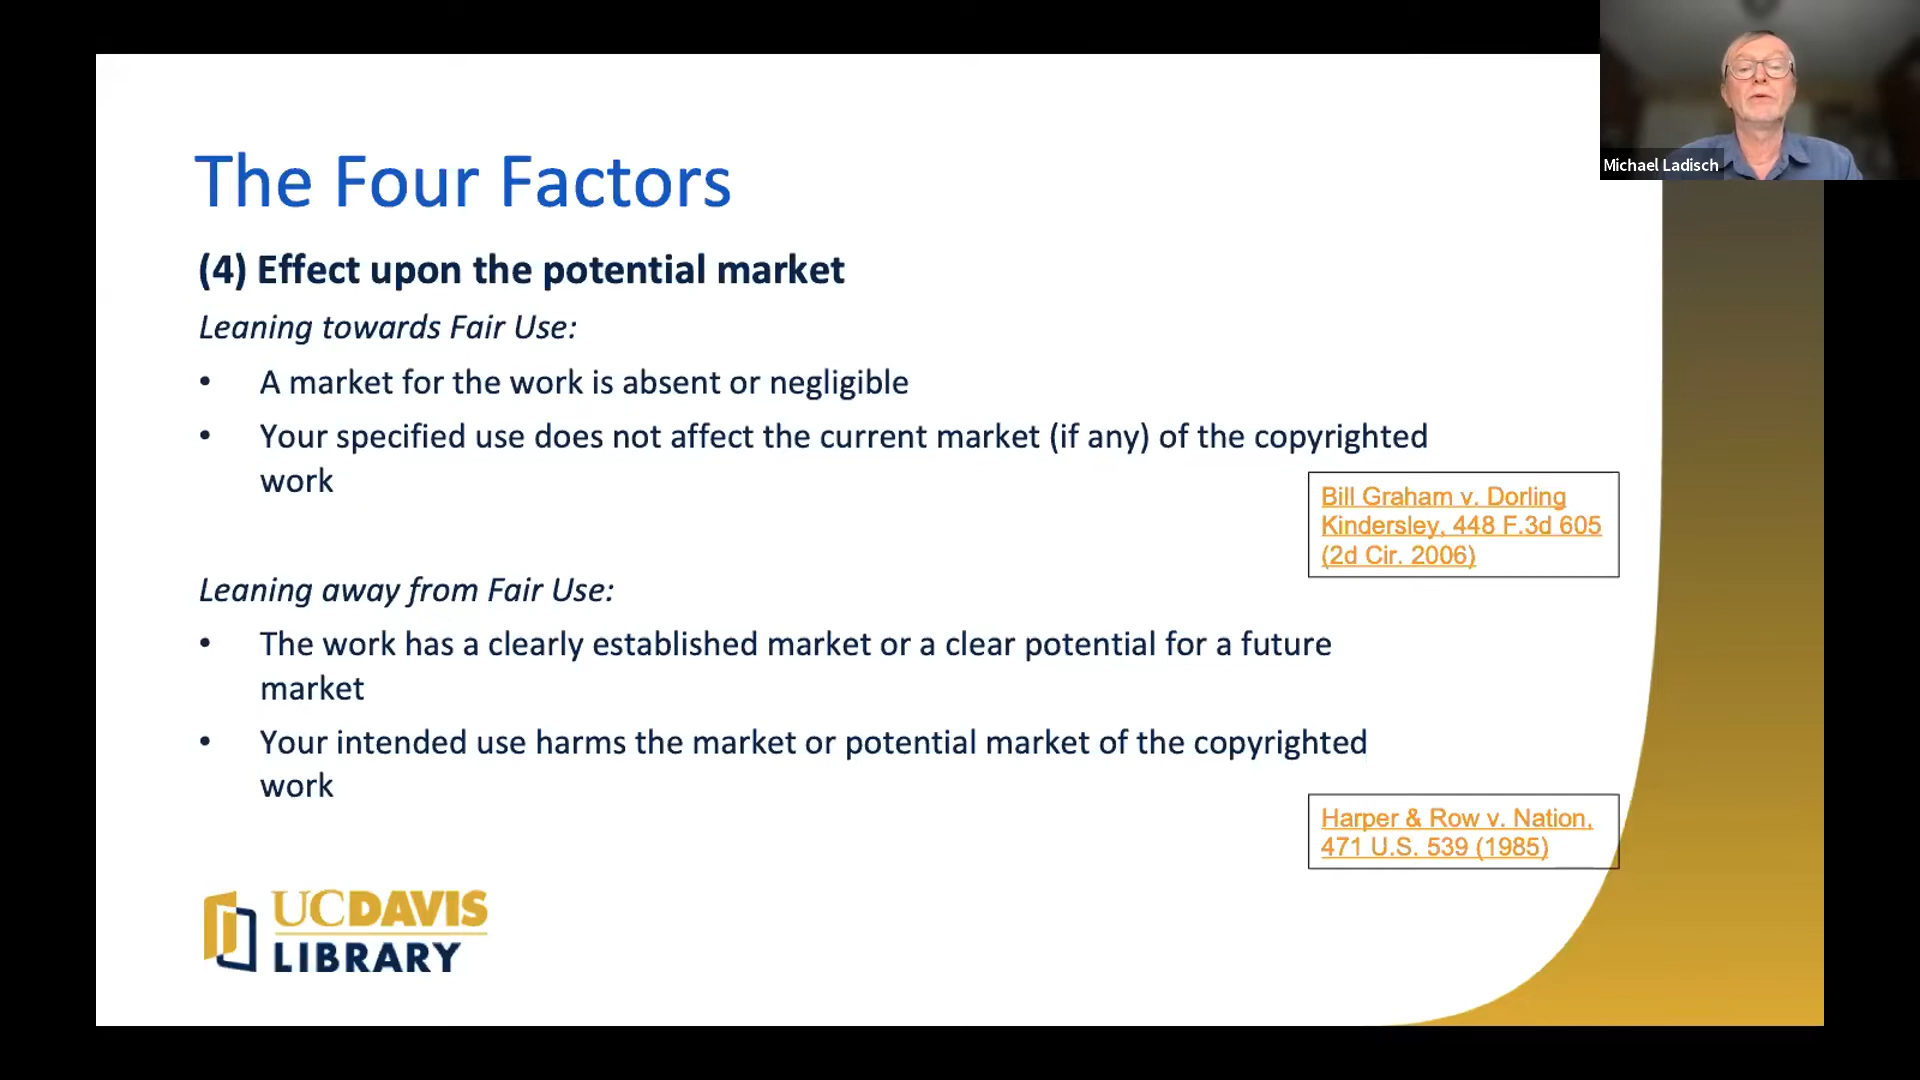 Michael Ladisch
The Four Factors
(4) Effect upon the potential market
Leaning towards Fair Use:
• A market for the work is absent or negligible
• Your specified use does not affect the current market (if any) of the copyrighted
work
Bill Graham v. Dorling
Kindersley, 448 F.3d 605
(2d Cir. 2006)
Leaning away from Fair Use:
• The work has a clearly established market or a clear potential for a future
market
• Your intended use harms the market or potential market of the copyrighted
work
Harper & Row v. Nation,
471 U.S. 539 (1985)
UCDAVIS
LIBRARY